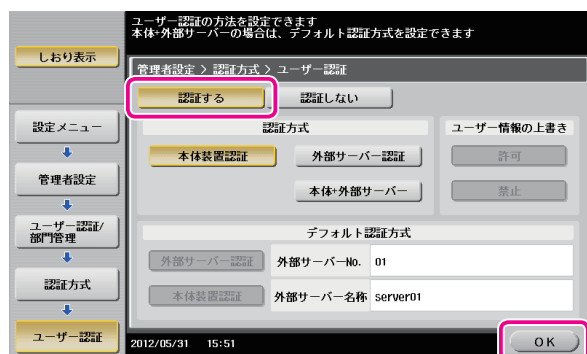 ユーザー認証の方法を設定できます
本体+外部サーバーの場合は、デフォルト認証方式を設定できます
しおり表示
管理者設定 > 認証方式 > ユーザー認証
認証する
認証しない
設定メニュー
認証方式
ユーザー情報の上書き
本体装置認証
外部サーバー認証
許可
管理者設定
本体+外部サーバー
禁止
ユーザー認証/
部門管理
デフォルト認証方式
外部サーバー認証
外部サーバーNo.
01
認証方式
本体装置認証
外部サーバー名称
server01
ユーザー認証
2012/05/31 15:51
OK